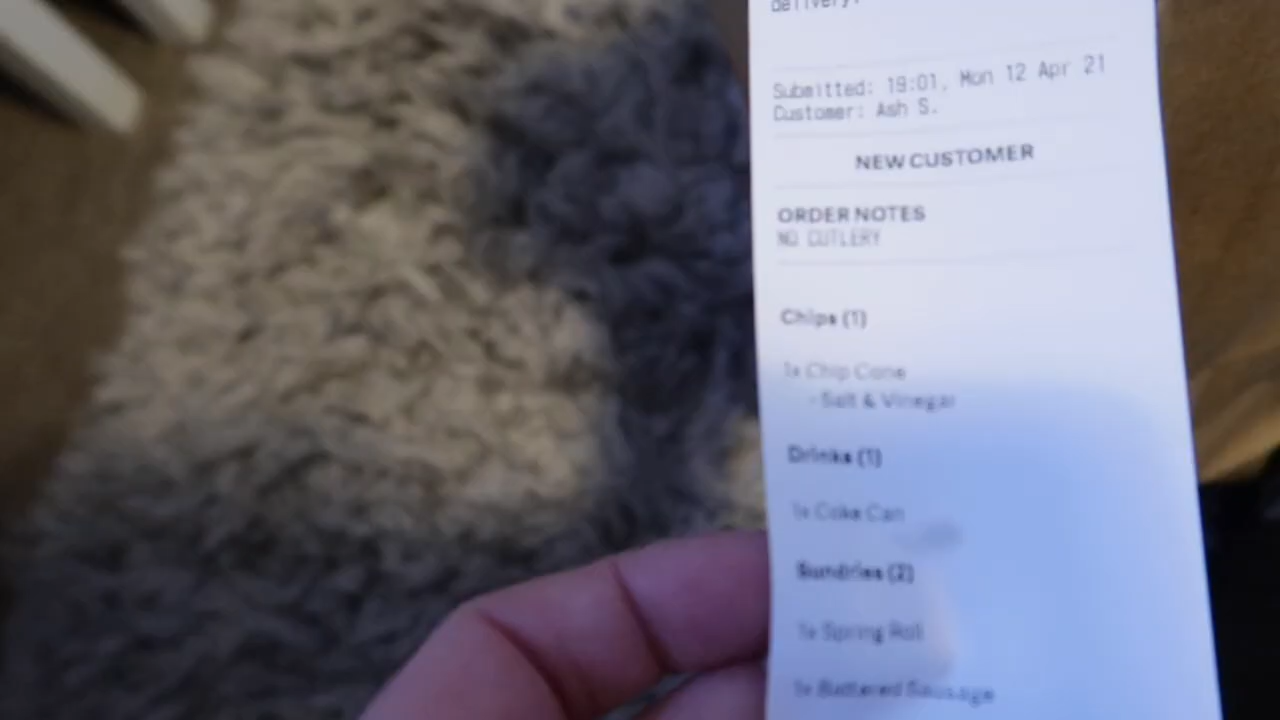 delivery.
Submitted: 19:01, Mon 12 Apr 21
Customer: Ash S.
NEW CUSTOMER
ORDER NOTES
NO CUTLERY
Chips (1)
1x Chip Cone
- Salt & Vinegar
Drinks (1)
1x Coke Can
Sundries (2)
1x Spring Roll
1x Battered Sausage